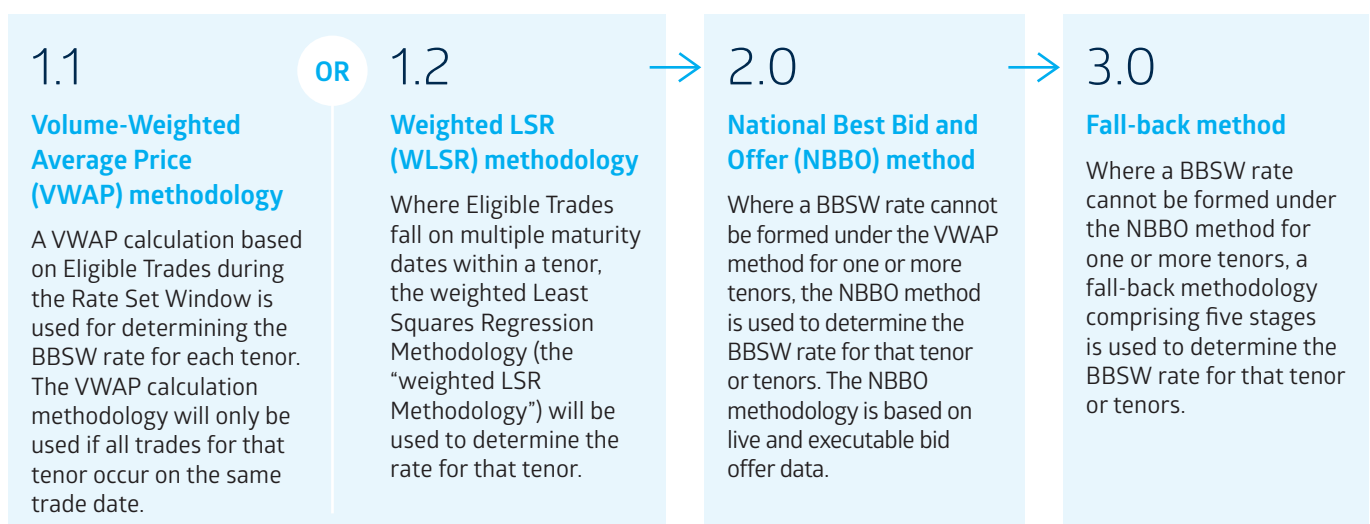 1.1
Volume-Weighted
Average Price
(VWAP) methodology
A VWAP calculation based
on Eligible Trades during
the Rate Set Window is
used for determining the
BBSW rate for each tenor.
The VWAP calculation
methodology will only be
used if all trades for that
tenor occur on the same
trade date.
OR
1.2
Weighted LSR
(WLSR) methodology
Where Eligible Trades
fall on multiple maturity
dates within a tenor,
the weighted Least
Squares Regression
Methodology (the
“weighted LSR
Methodology”) will be
used to determine the
rate for that tenor.
2.0
National Best Bid and
Offer (NBBO) method
Where a BBSW rate cannot
be formed under the VWAP
method for one or more
tenors, the NBBO method
is used to determine the
BBSW rate for that tenor
or tenors. The NBBO
methodology is based on
live and executable bid
offer data.
3.0
Fall-back method
Where a BBSW rate
cannot be formed under
the NBBO method for
one or more tenors, a
fall-back methodology
comprising five stages
is used to determine the
BBSW rate for that tenor
or tenors.